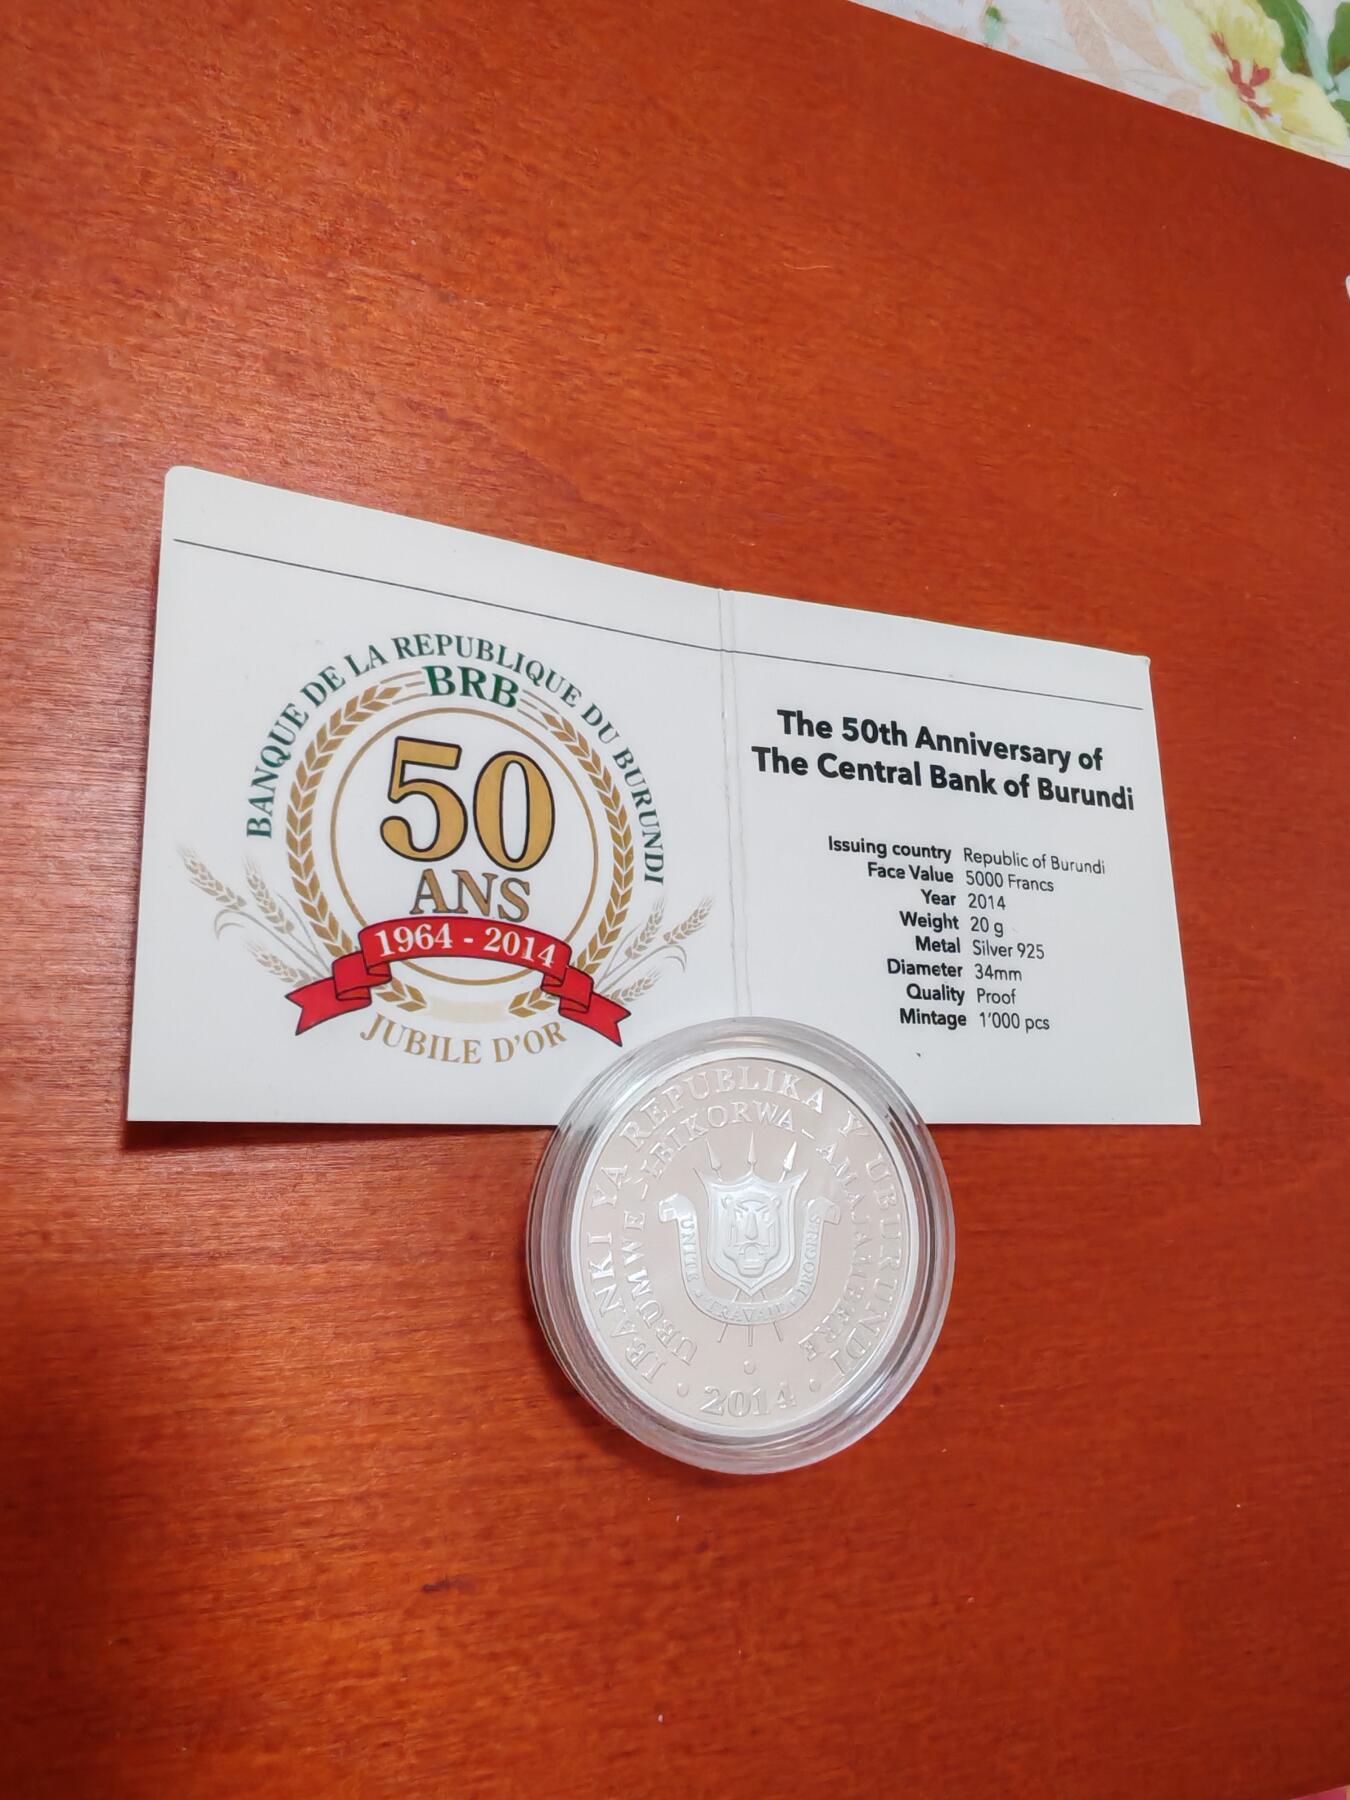 BANQUE DE LA REPUBLIQUE DU BURUNDI
BRB
50
ANS
1964 - 2014
JUBILE D'OR
The 50th Anniversary of
The Central Bank of Burundi
Issuing country Republic of Burundi
Face Value 5000 Francs
Year 2014
Weight 20 g
Metal Silver 925
Diameter 34mm
Quality Proof
Mintage 1'000 pcs
IBANKI YA REPUBLIKA Y' UBURUNDI
UBUMWE - IBIKORWA - AMAJAMBERE
UNITE • TRAVAIL • PROGRES
• 2014 •